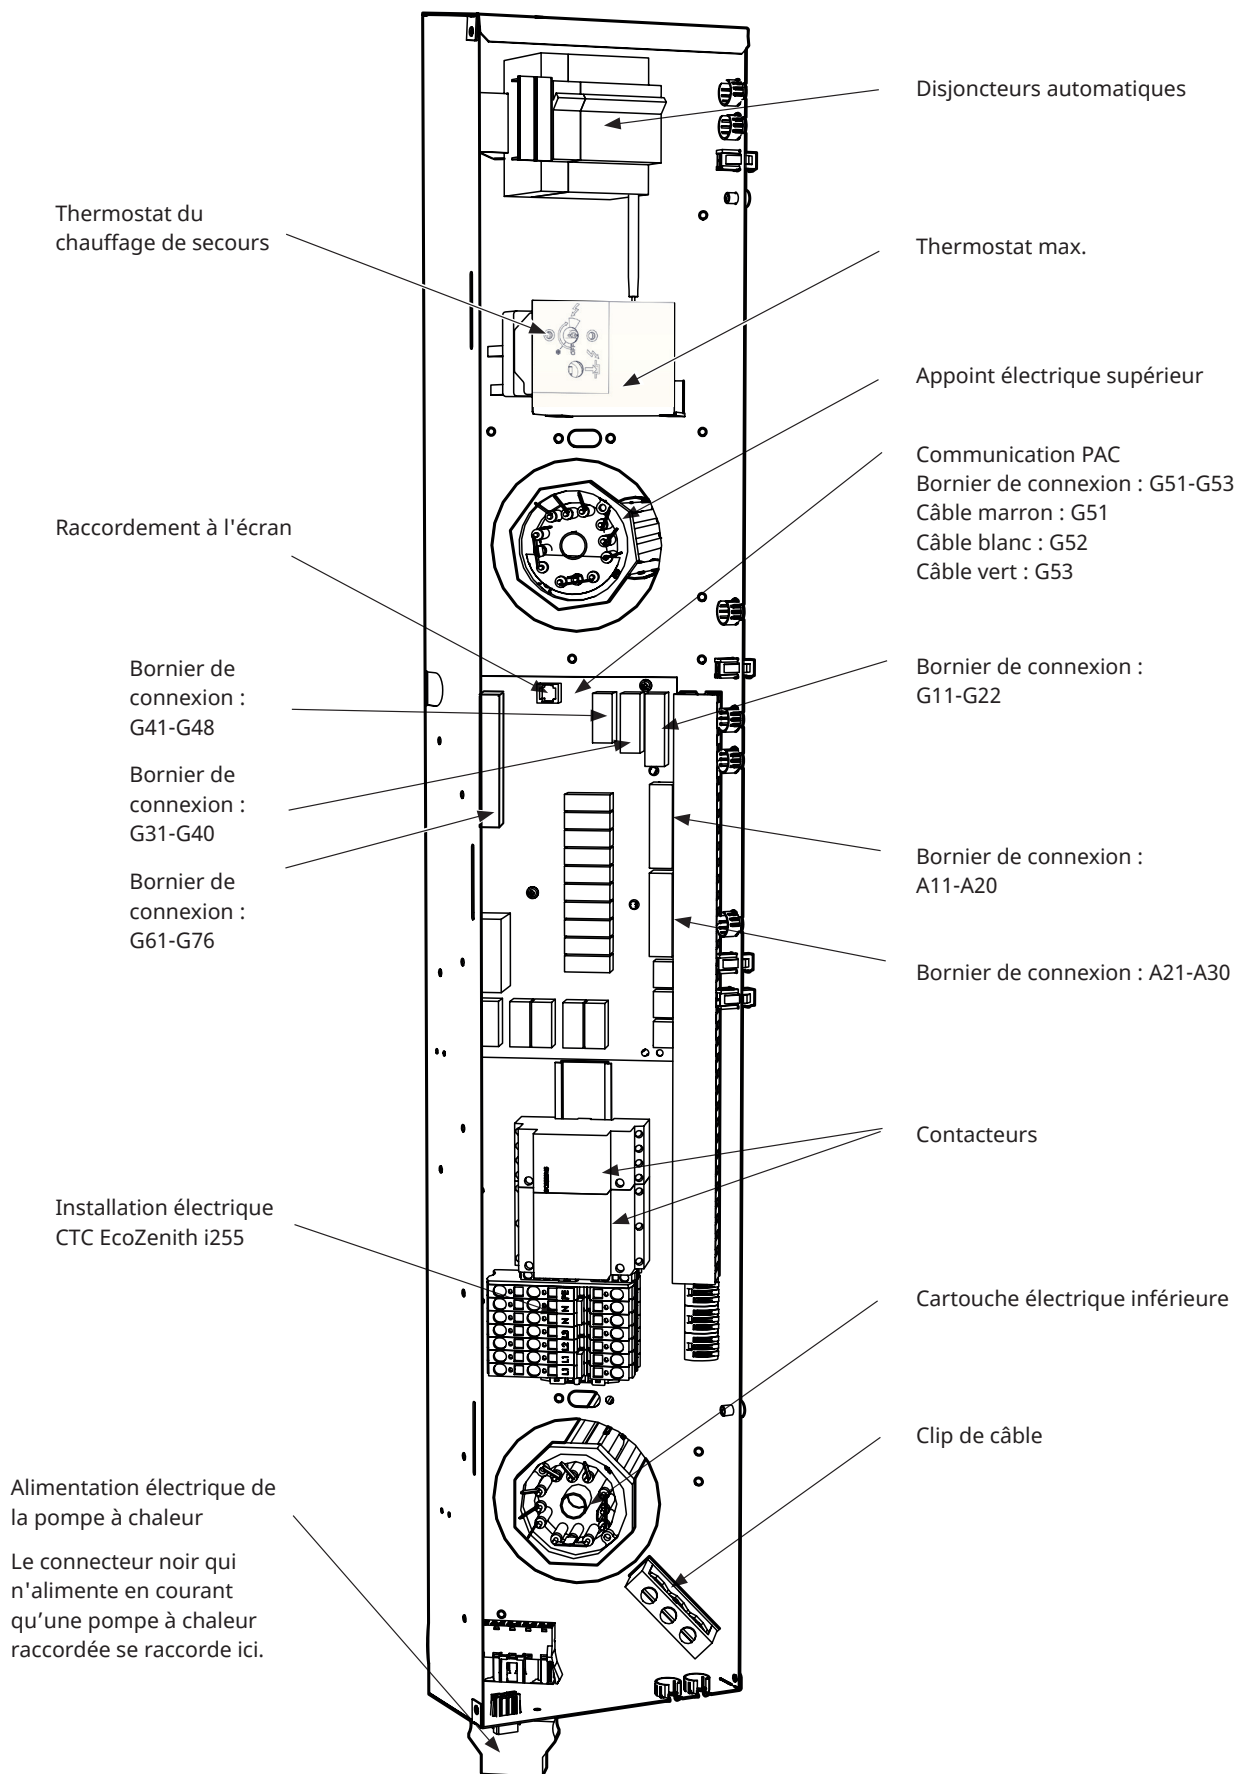 Disjoncteurs automatiques
Thermostat du
chauffage de secours
Thermostat max.
Appoint électrique supérieur
Communication PAC
Bornier de connexion : G51-G53
Câble marron : G51
Câble blanc : G52
Câble vert : G53
Raccordement à l'écran
Bornier de
connexion :
G41-G48
Bornier de connexion :
G11-G22
Bornier de
connexion :
G31-G40
Bornier de connexion :
A11-A20
Bornier de
connexion :
G61-G76
Bornier de connexion : A21-A30
Contacteurs
Installation électrique
CTC EcoZenith i255
PE
N
N
L3
L2
L1
Cartouche électrique inférieure
Clip de câble
Alimentation électrique de
la pompe à chaleur
Le connecteur noir qui
n'alimente en courant
qu’une pompe à chaleur
raccordée se raccorde ici.